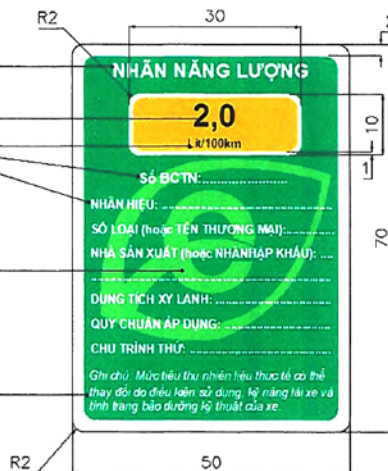 R2
30
NHÃN NĂNG LƯỢNG
2,0
Lít/100km
10
1
Số BCTN:
NHÃN HIỆU:
SỐ LOẠI (hoặc TÊN THƯƠNG MẠI):
70
NHÀ SẢN XUẤT (hoặc NHÀ NHẬP KHẨU):
DUNG TÍCH XY LANH:
QUY CHUẨN ÁP DỤNG:
CHU TRÌNH THỬ:
Ghi chú: Mức tiêu thụ nhiên liệu thực tế có thể
thay đổi do điều kiện sử dụng, kỹ năng lái xe và
tình trạng bảo dưỡng kỹ thuật của xe.
R2
50